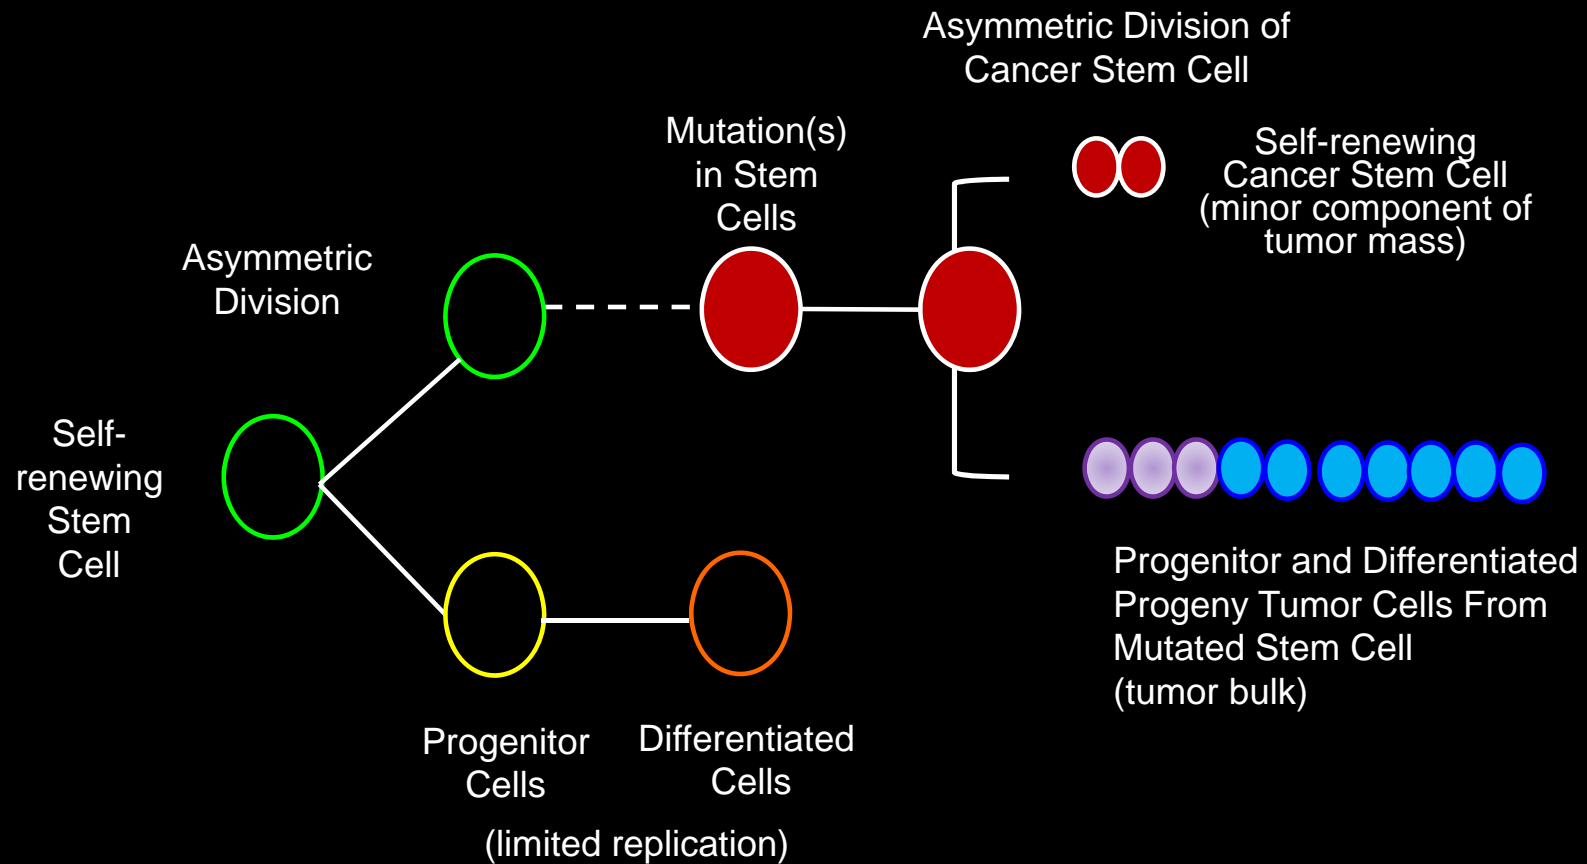 Asymmetric Division of
Cancer Stem Cell
Mutation(s)
in Stem
Cells
Self-renewing
Cancer Stem Cell
(minor component of
tumor mass)
Asymmetric
Division
Self-
renewing
Stem
Cell
Progenitor and Differentiated
Progeny Tumor Cells From
Mutated Stem Cell
(tumor bulk)
Progenitor
Cells
Differentiated
Cells
(limited replication)